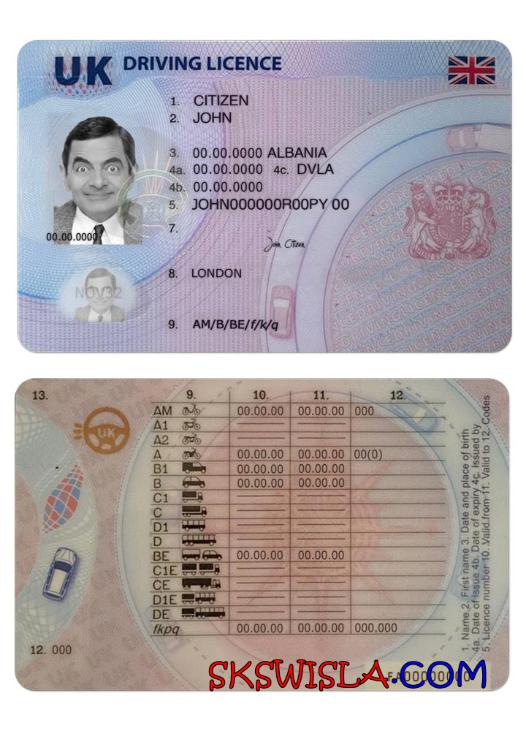 UK DRIVING LICENCE
1. CITIZEN
2. JOHN
3. 00.00.0000 ALBANIA
4a. 00.00.0000 4c. DVLA
4b. 00.00.0000
5. JOHN000000R00PY 00
00.00.0000
7.
John Citizen
8. LONDON
NOV32
9. AM/B/BE/f/k/q
13. 9. 10. 11. 12.
UK
AM 00.00.00 00.00.00 000
A1
A2
A 00.00.00 00.00.00 00(0)
B1 00.00.00 00.00.00
B 00.00.00 00.00.00
C1
C
D1
D
BE 00.00.00 00.00.00
C1E
CE
D1E
DE
fkpq 00.00.00 00.00.00 000.000
12. 000
1. Name 2. First name 3. Date and place of birth
4a. Date of issue 4b. Date of expiry 4c. Issued by
5. Licence number 10. Valid from 11. Valid to 12. Codes
SKSWISLA.COM